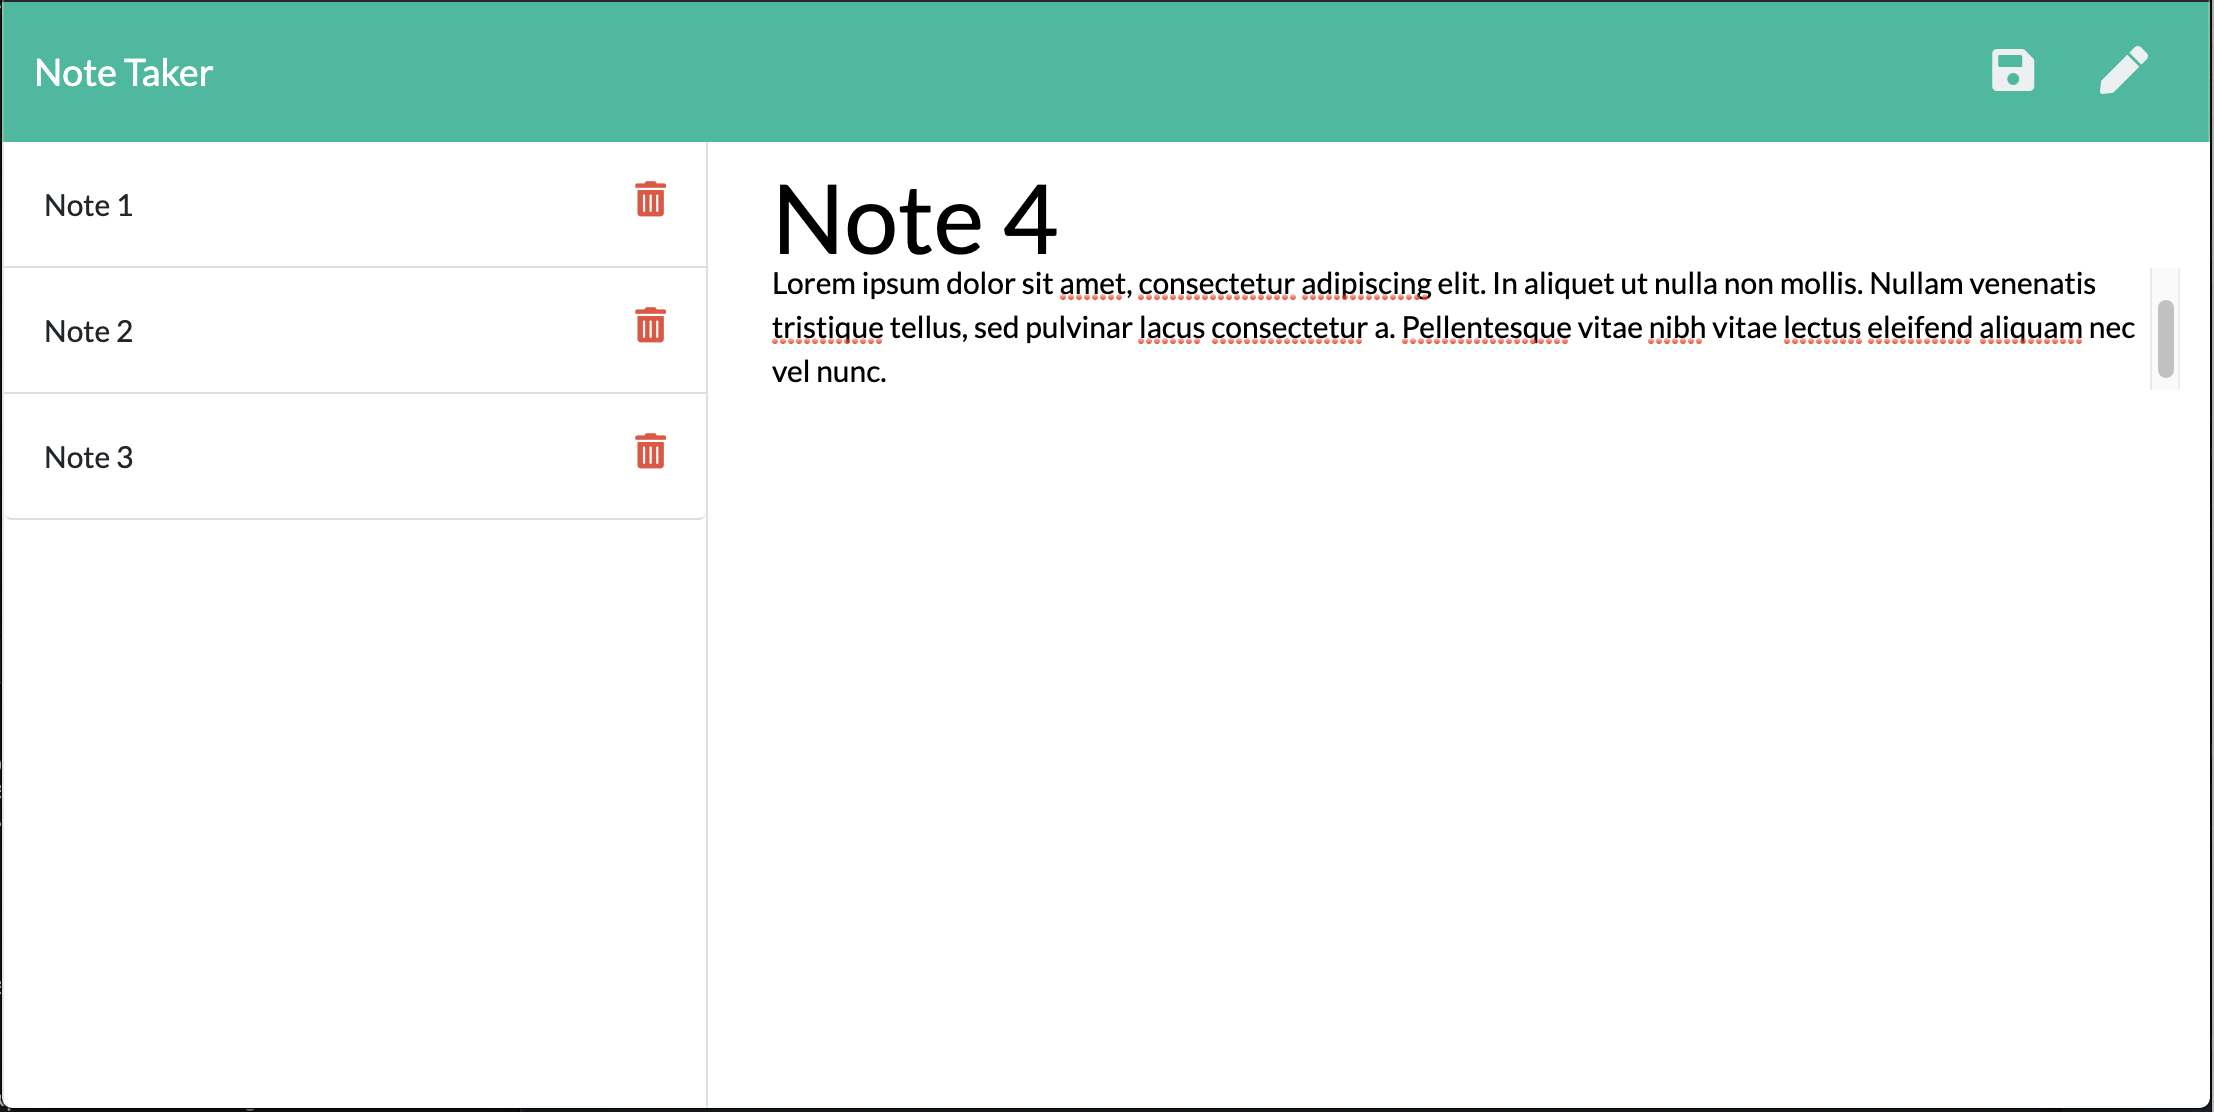 Note Taker
Note 1
Note 2
Note 3
Note 4
Lorem ipsum dolor sit amet, consectetur adipiscing elit. In aliquet ut nulla non mollis. Nullam venenatis
tristique tellus, sed pulvinar lacus consectetur a. Pellentesque vitae nibh vitae lectus eleifend aliquam nec
vel nunc.